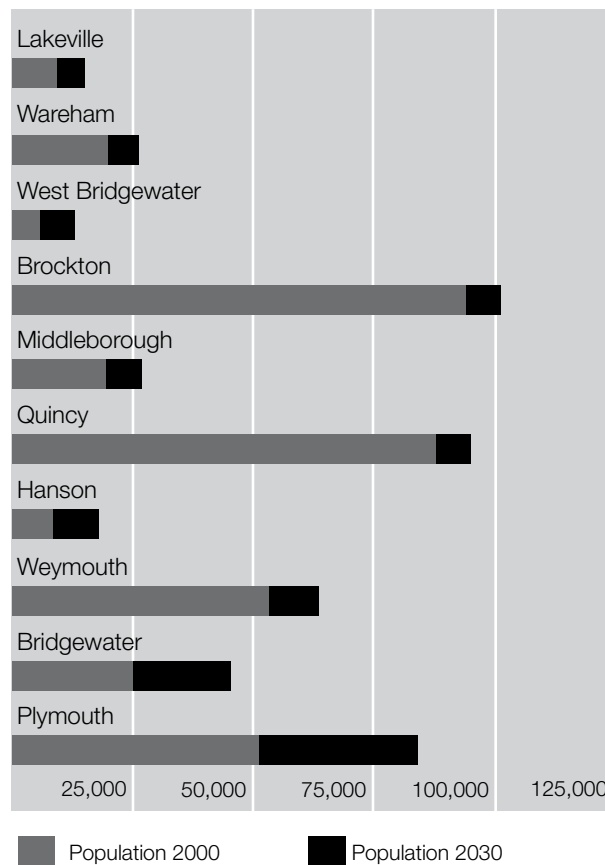 Lakeville
Wareham
West Bridgewater
Brockton
Middleborough
Quincy
Hanson
Weymouth
Bridgewater
Plymouth
25,000 50,000 75,000 100,000 125,000
Population 2000 Population 2030